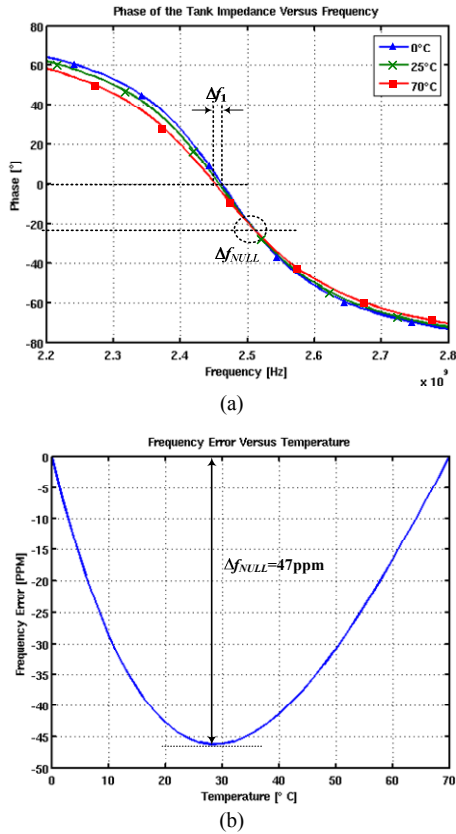 Phase of the Tank Impedance Versus Frequency
80
60
40
20
0
-20
-40
-60
-80
Phase [°]
0°C
25°C
70°C
Δf1
ΔfNULL
2.2 2.3 2.4 2.5 2.6 2.7 2.8
Frequency [Hz]
x 10 9
(a)
Frequency Error Versus Temperature
0
-5
-10
-15
-20
-25
-30
-35
-40
-45
-50
Frequency Error [PPM]
ΔfNULL=47ppm
0 10 20 30 40 50 60 70
Temperature [° C]
(b)